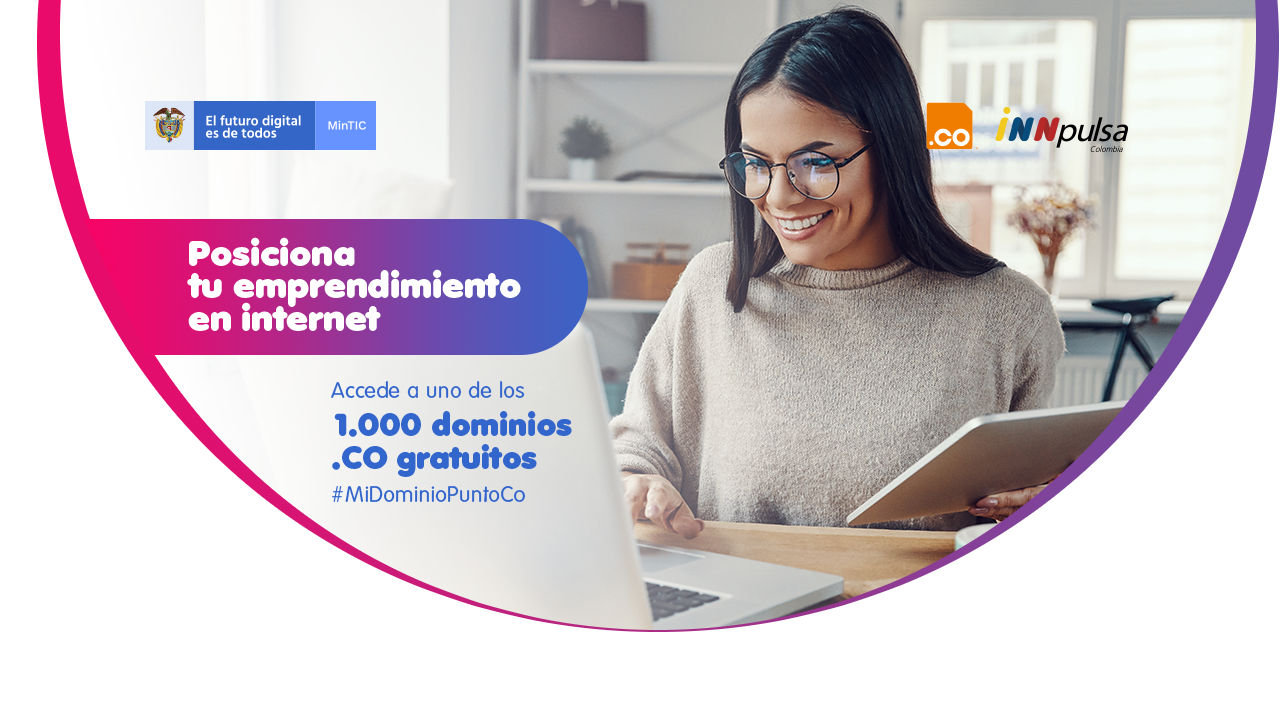 El futuro digital
es de todos
MinTIC
.CO
iNNpulsa
Colombia
Posiciona
tu emprendimiento
en internet
Accede a uno de los
1.000 dominios
.CO gratuitos
#MiDominioPuntoCo